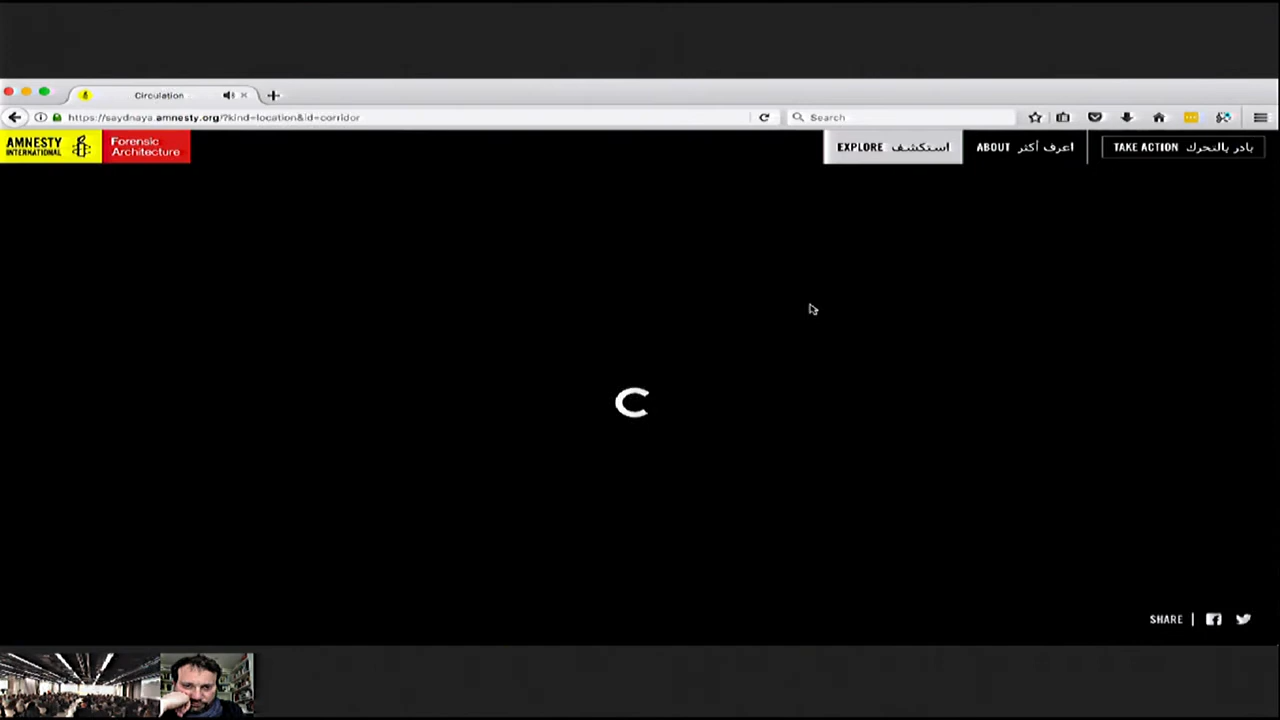 Circulation
https://saydnaya.amnesty.org/?kind=location&id=corridor
Search
AMNESTY
INTERNATIONAL
Forensic
Architecture
EXPLORE استكشف
ABOUT اعرف أكثر
TAKE ACTION بادر بالتحرك
SHARE